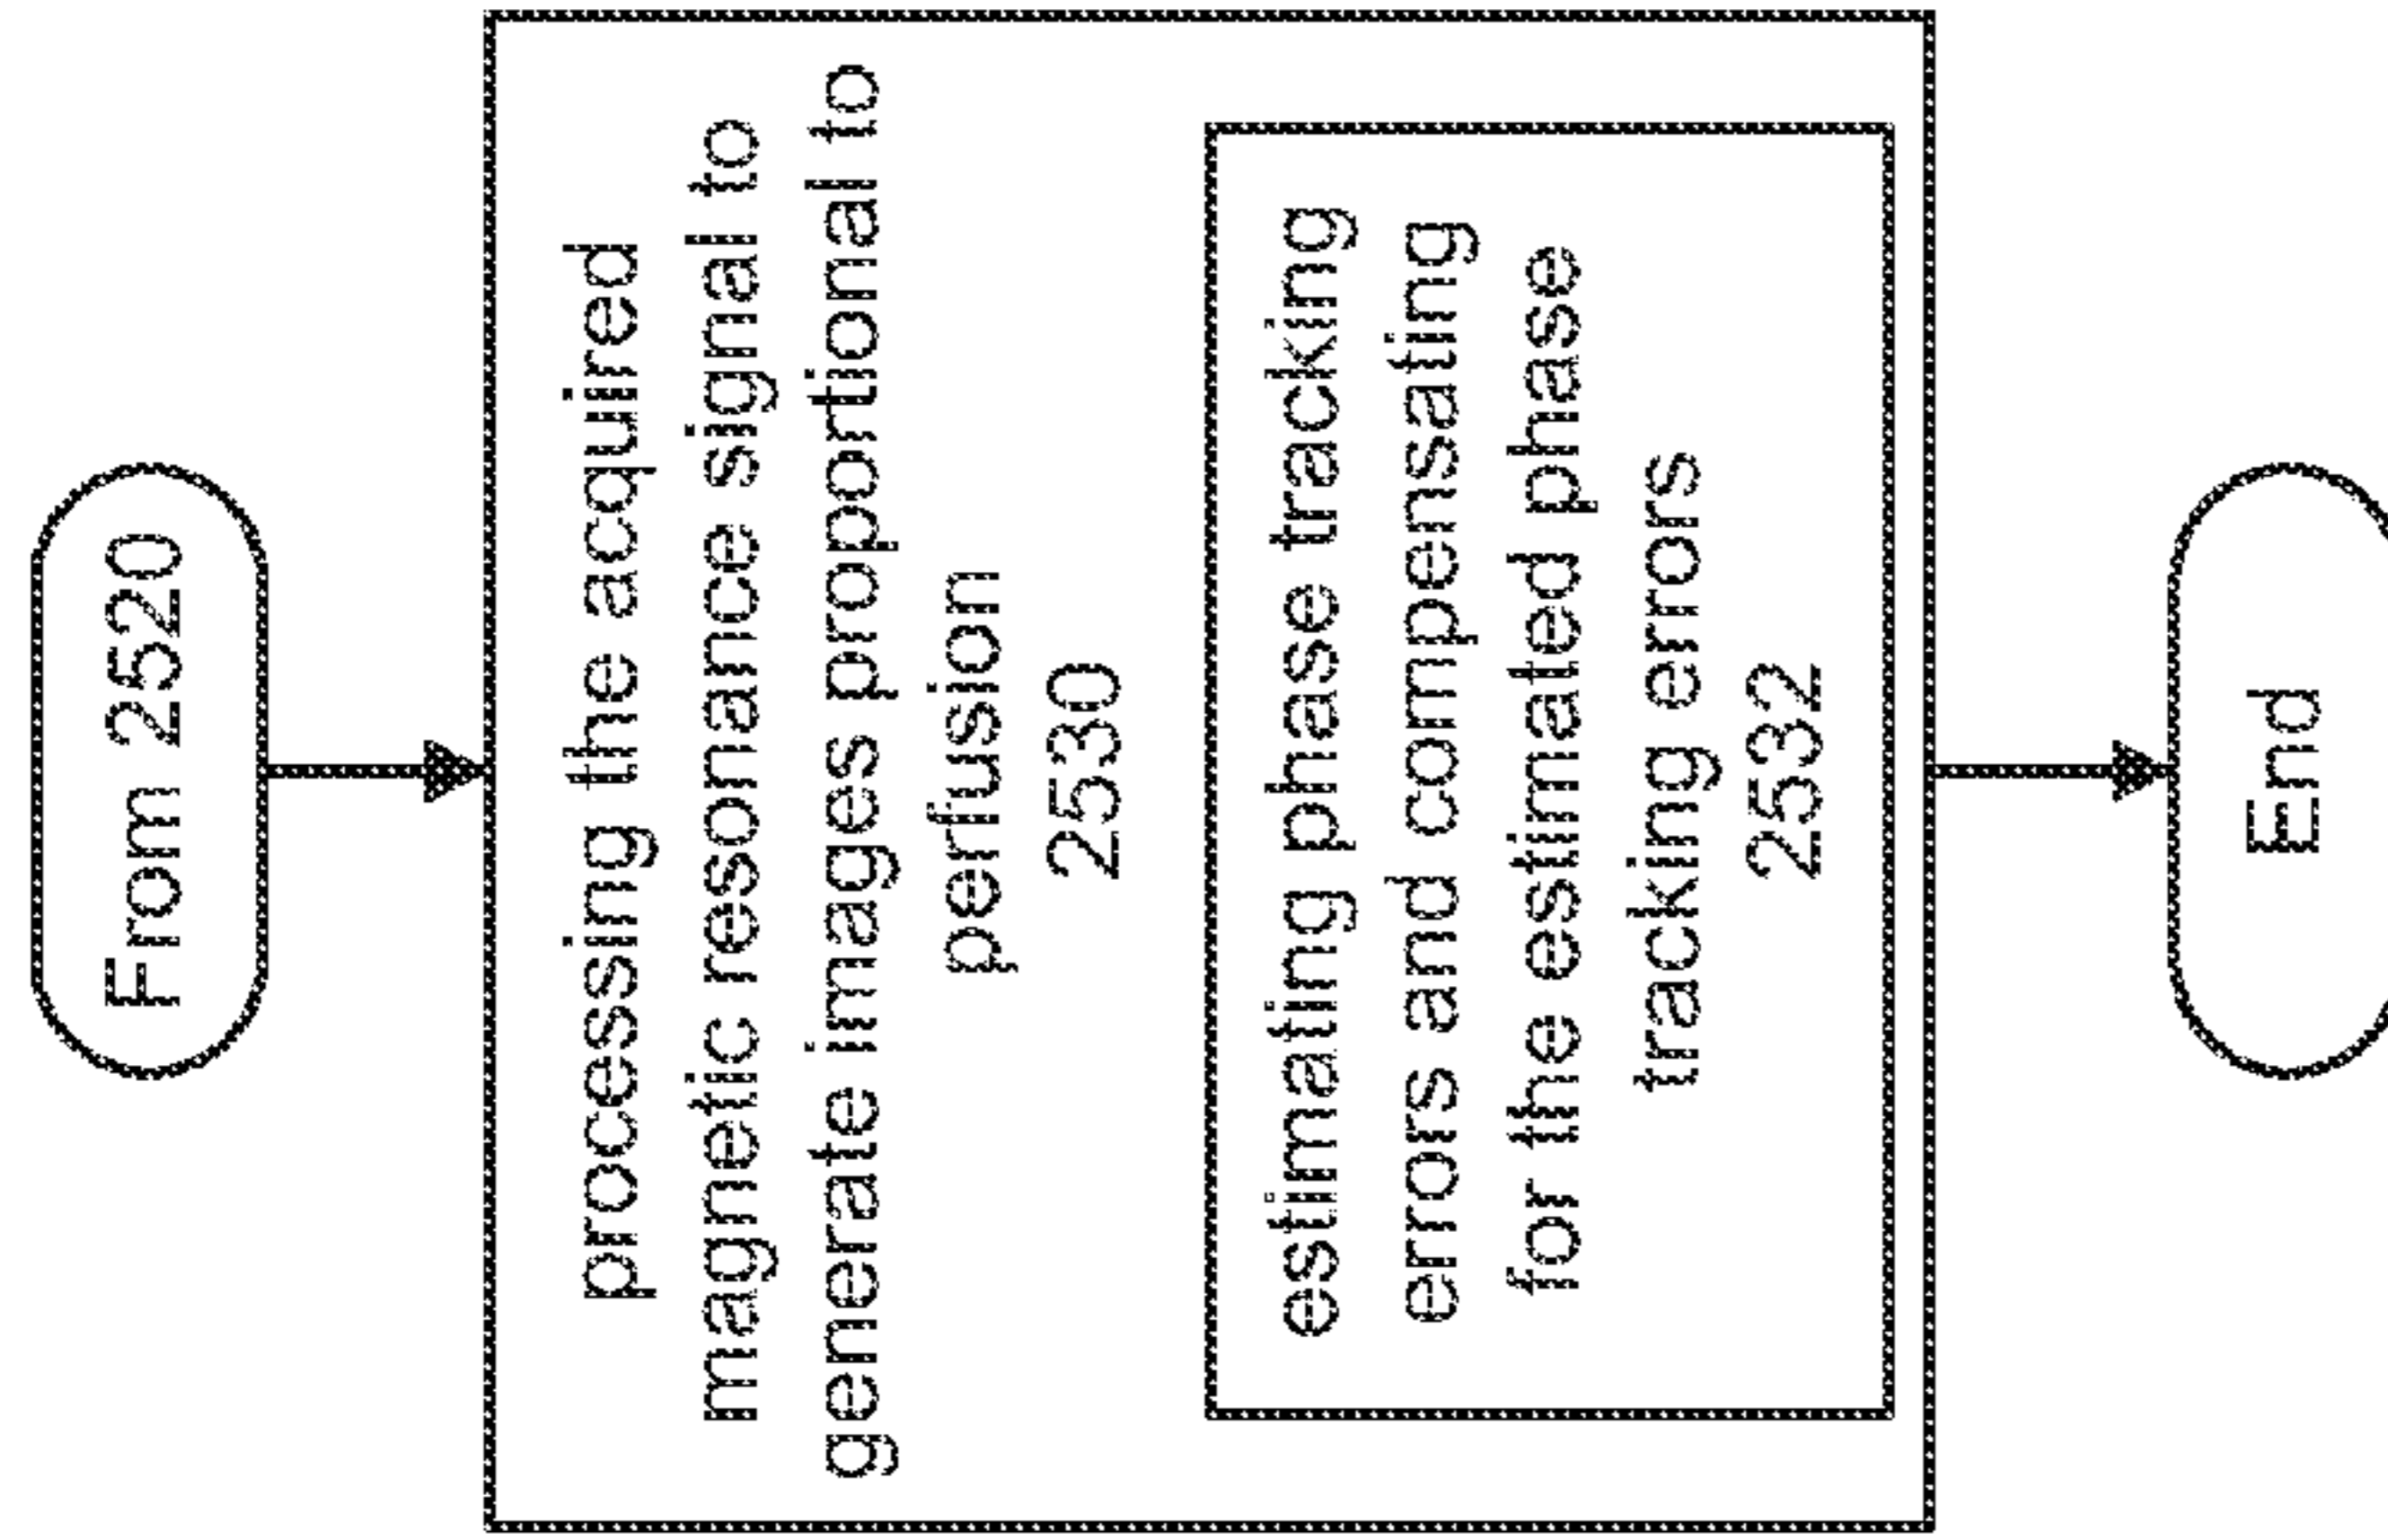 From 2520
processing the acquired
magnetic resonance signal to
generate images proportional to
perfusion
2530
estimating phase tracking
errors and compensating
for the estimated phase
tracking errors
2532
End